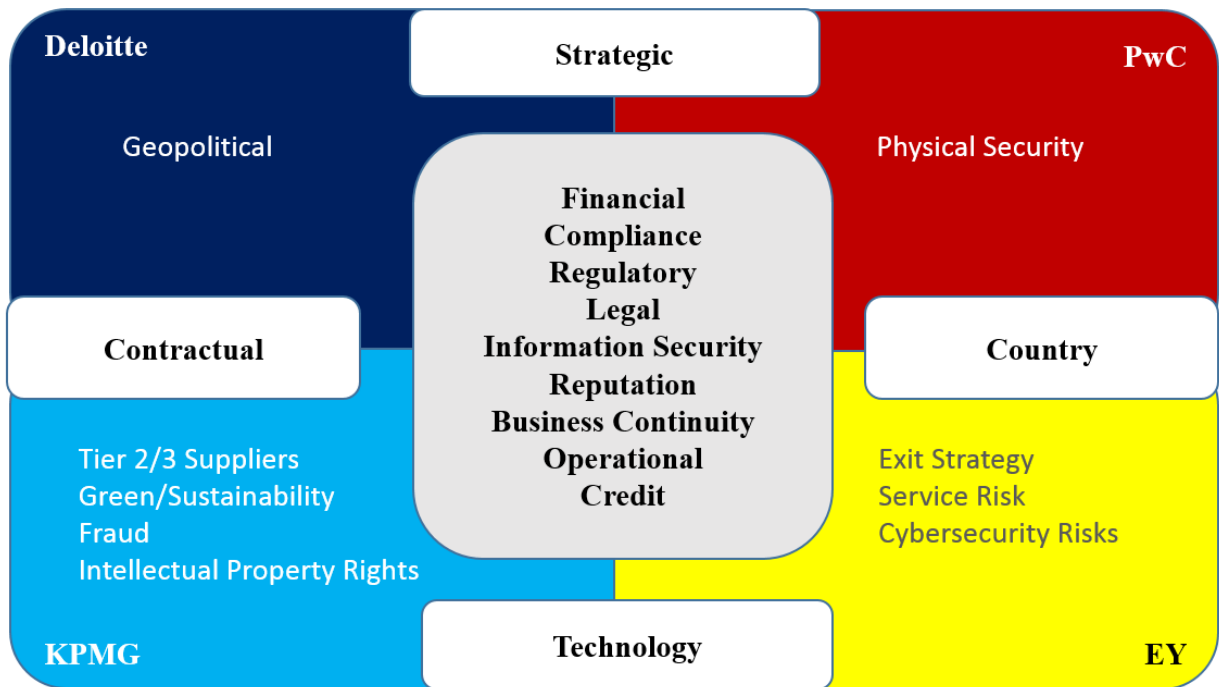 Deloitte
Strategic
PwC
Geopolitical
Physical Security
Financial
Compliance
Regulatory
Legal
Information Security
Reputation
Business Continuity
Operational
Credit
Contractual
Country
Tier 2/3 Suppliers
Green/Sustainability
Fraud
Intellectual Property Rights
Exit Strategy
Service Risk
Cybersecurity Risks
KPMG
Technology
EY